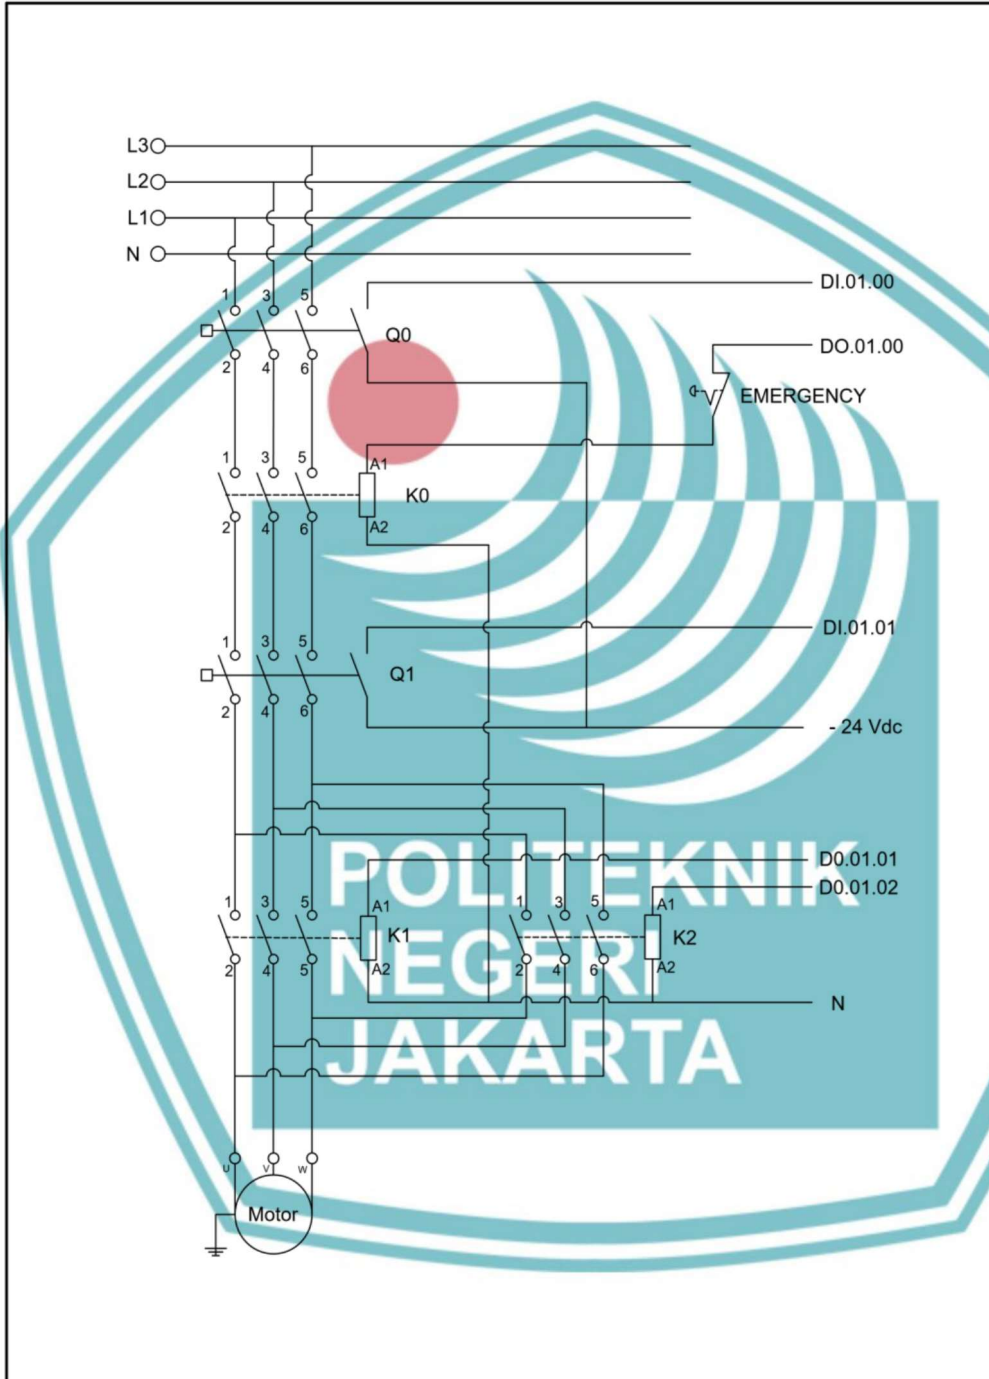 L3
L2
L1
N
DI.01.00
1 3 5
Q0
2 4 6
DO.01.00
EMERGENCY
1 3 5 A1
K0
2 4 6 A2
DI.01.01
1 3 5
Q1
2 4 6
- 24 Vdc
POLITEKNIK
NEGERI
JAKARTA
D0.01.01
D0.01.02
1 3 5 A1
K1
2 4 5 A2
1 3 5 A1
K2
2 4 6 A2
N
U V W
Motor